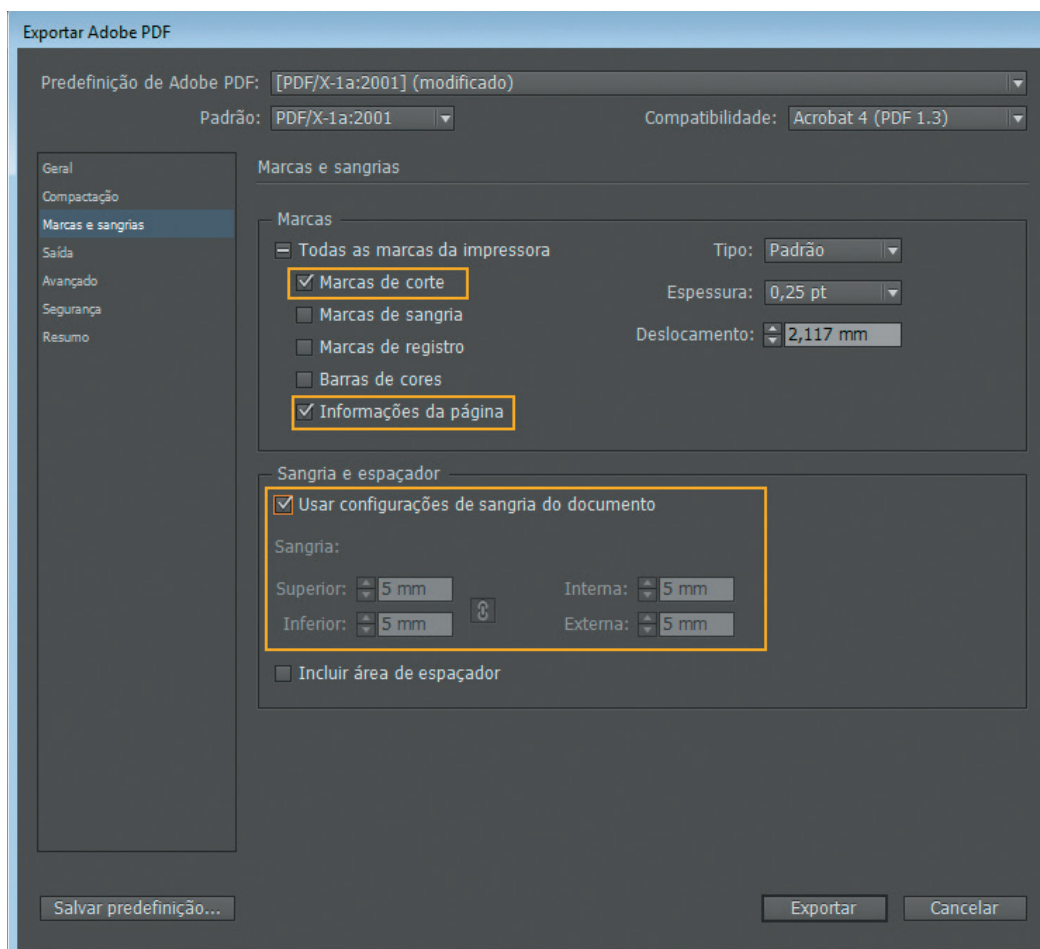 Exportar Adobe PDF
Predefinição de Adobe PDF: [PDF/X-1a:2001] (modificado)
Padrão: PDF/X-1a:2001 Compatibilidade: Acrobat 4 (PDF 1.3)
Geral
Compactação
Marcas e sangrias
Saída
Avançado
Segurança
Resumo
Marcas e sangrias
Marcas
Todas as marcas da impressora
Marcas de corte
Marcas de sangria
Marcas de registro
Barras de cores
Informações da página
Tipo: Padrão
Espessura: 0,25 pt
Deslocamento: 2,117 mm
Sangria e espaçador
Usar configurações de sangria do documento
Sangria:
Superior: 5 mm Interna: 5 mm
Inferior: 5 mm Externa: 5 mm
Incluir área de espaçador
Salvar predefinição... Exportar Cancelar